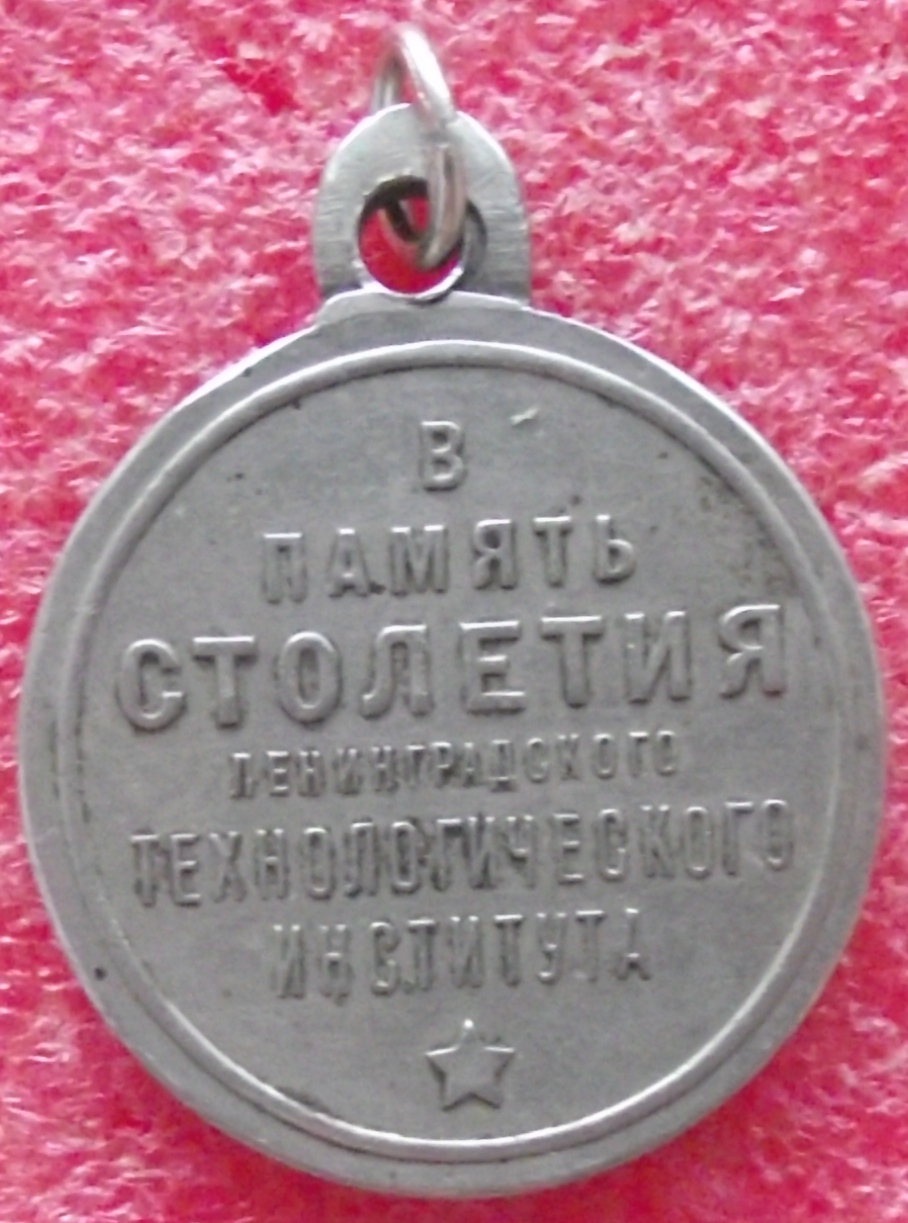 В
ПАМЯТЬ
СТОЛЕТИЯ
ЛЕНИНГРАДСКОГО
ТЕХНОЛОГИЧЕСКОГО
ИНСТИТУТА